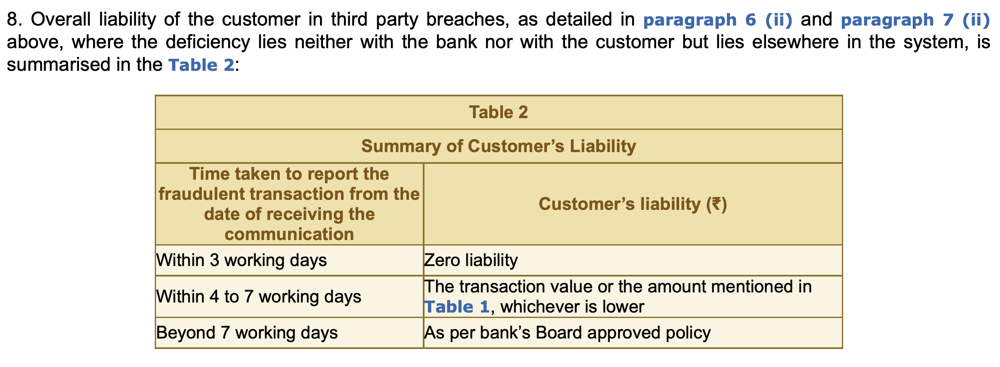 8. Overall liability of the customer in third party breaches, as detailed in paragraph 6 (ii) and paragraph 7 (ii)
above, where the deficiency lies neither with the bank nor with the customer but lies elsewhere in the system, is
summarised in the Table 2:
Table 2
Summary of Customer’s Liability
Time taken to report the
fraudulent transaction from the
date of receiving the
communication
Customer’s liability (₹)
Within 3 working days
Zero liability
Within 4 to 7 working days
The transaction value or the amount mentioned in
Table 1, whichever is lower
Beyond 7 working days
As per bank’s Board approved policy